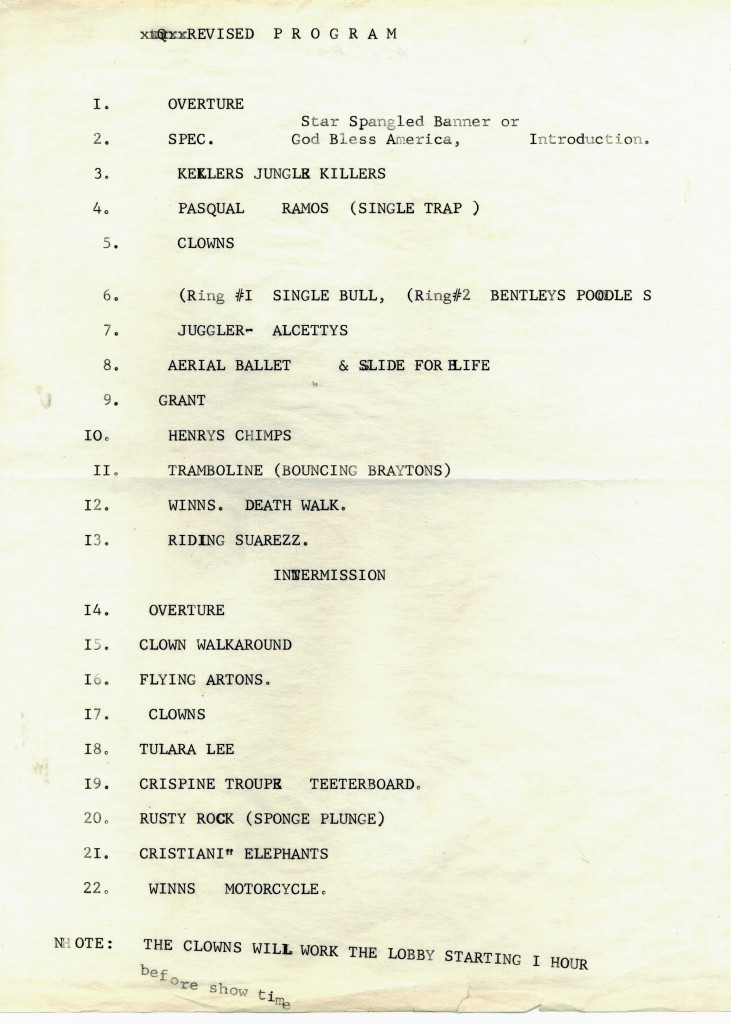 REVISED P R O G R A M
I. OVERTURE
Star Spangled Banner or
2. SPEC. God Bless America, Introduction.
3. KELLERS JUNGLE KILLERS
4. PASQUAL RAMOS (SINGLE TRAP )
5. CLOWNS
6. (Ring #I SINGLE BULL, (Ring#2 BENTLEYS POODLE S
7. JUGGLER- ALCETTYS
8. AERIAL BALLET & SLIDE FOR LIFE
9. GRANT
IO. HENRYS CHIMPS
II. TRAMBOLINE (BOUNCING BRAYTONS)
I2. WINNS. DEATH WALK.
I3. RIDING SUAREZZ.
INTERMISSION
I4. OVERTURE
I5. CLOWN WALKAROUND
I6. FLYING ARTONS.
I7. CLOWNS
I8. TULARA LEE
I9. CRISPINE TROUPE TEETERBOARD.
20. RUSTY ROCK (SPONGE PLUNGE)
2I. CRISTIANI" ELEPHANTS
22. WINNS MOTORCYCLE.
NOTE: THE CLOWNS WILL WORK THE LOBBY STARTING I HOUR
before show time